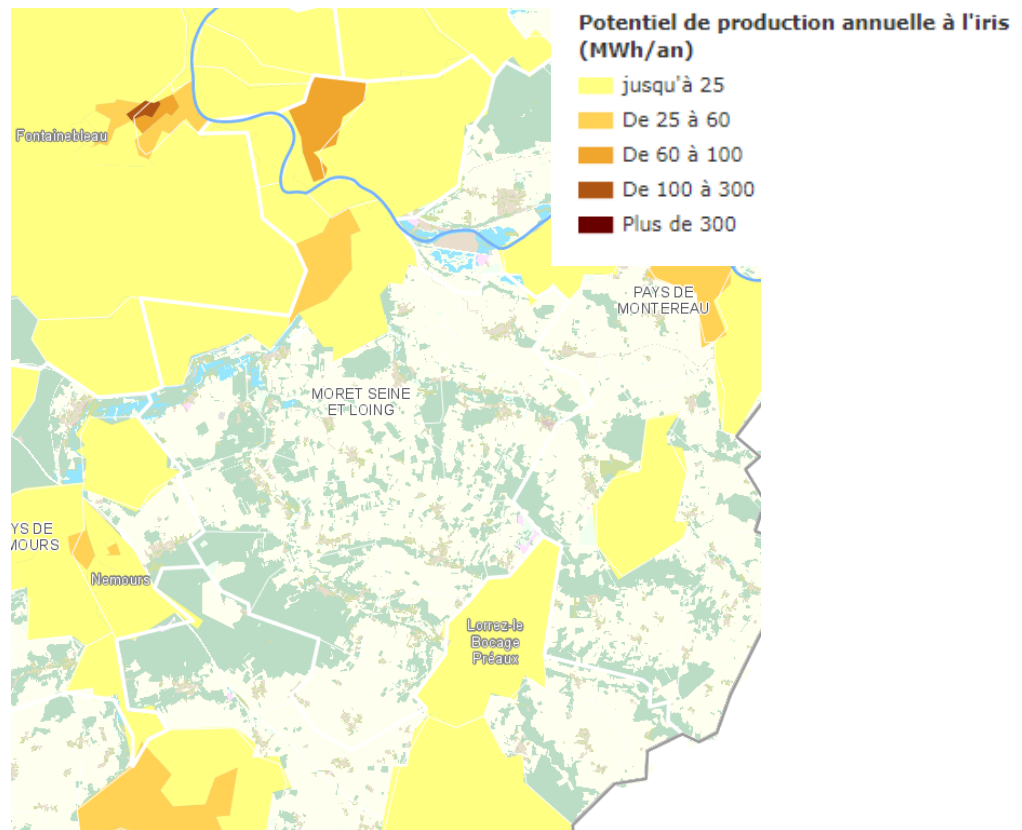 Potentiel de production annuelle à l'iris
(MWh/an)
jusqu'à 25
De 25 à 60
De 60 à 100
De 100 à 300
Plus de 300
Fontainebleau
PAYS DE
MONTEREAU
MORET SEINE
ET LOING
YS DE
MOURS
Nemours
Lorrez-le
Bocage
Préaux